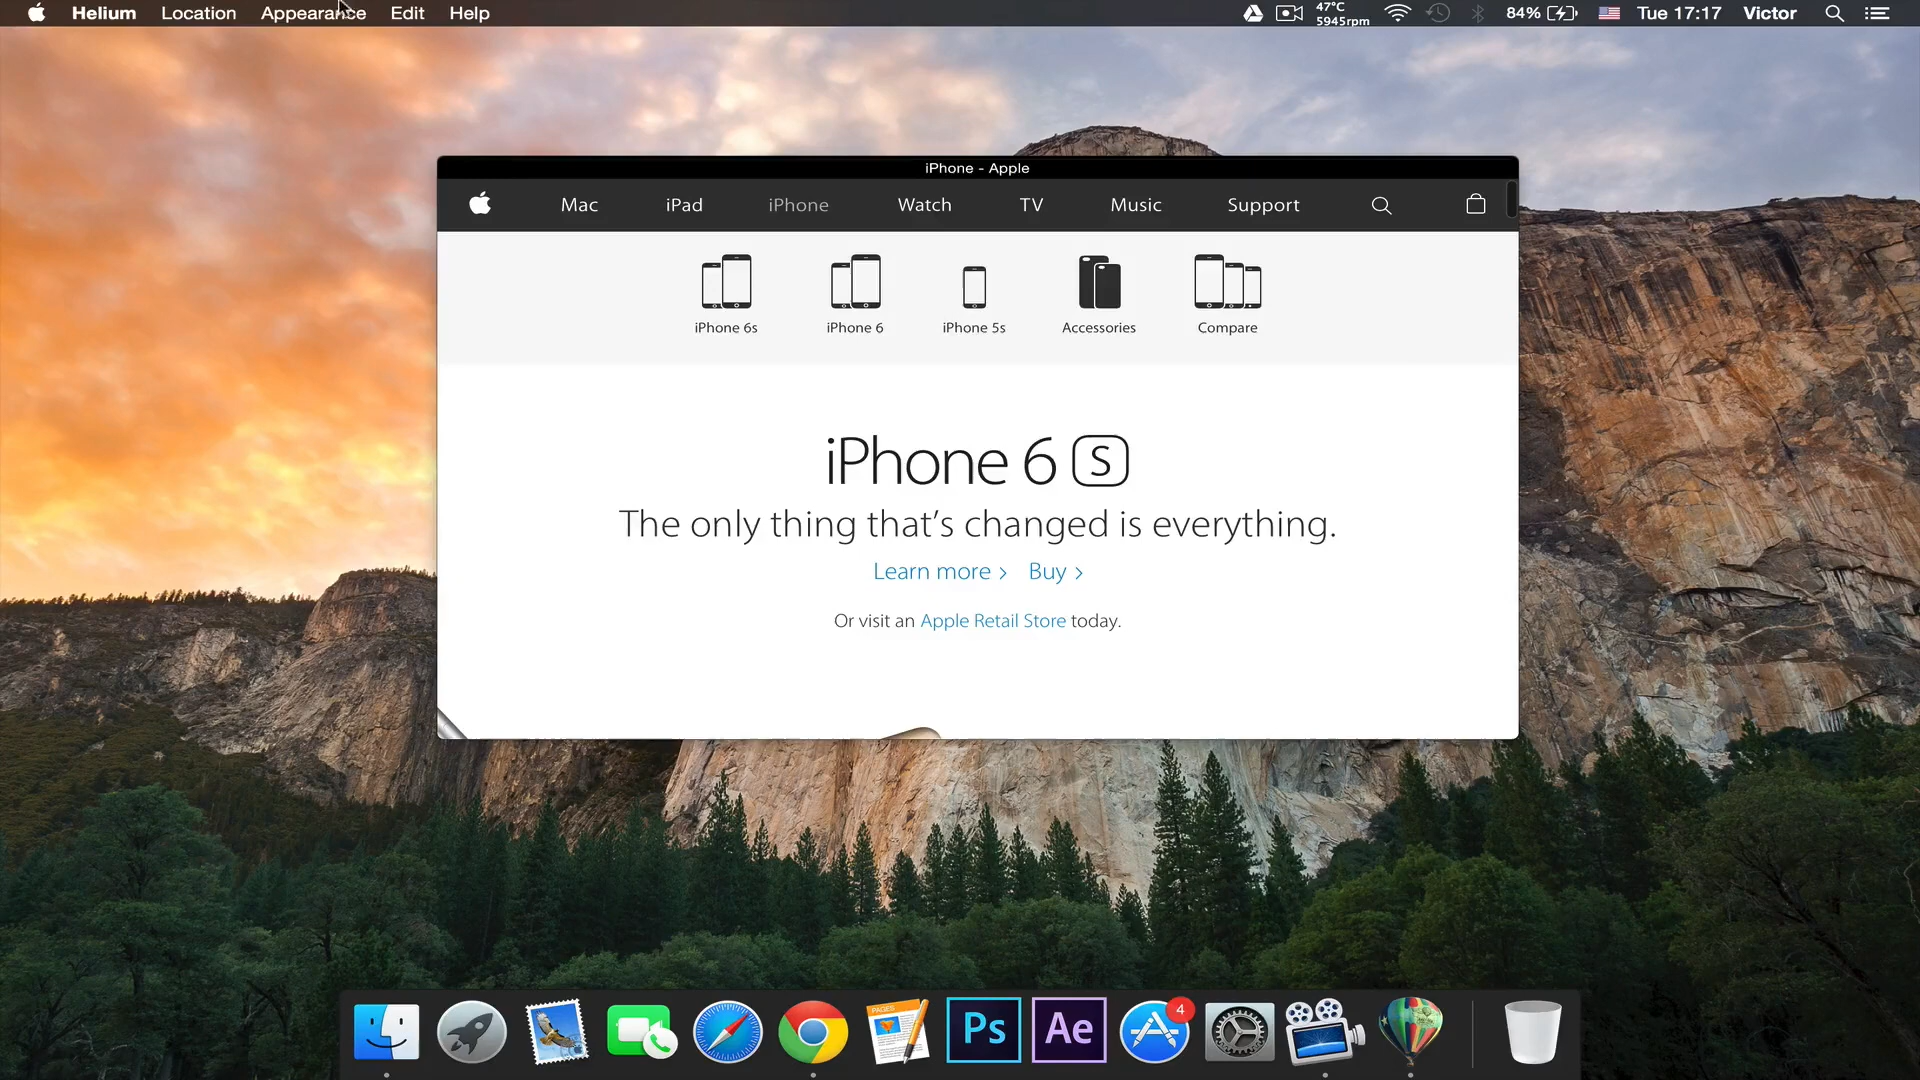 Helium Location Appearance Edit Help 47°C 5945rpm 84% Tue 17:17 Victor
iPhone - Apple
Mac iPad iPhone Watch TV Music Support
iPhone 6s iPhone 6 iPhone 5s Accessories Compare
iPhone 6 S
The only thing that’s changed is everything.
Learn more › Buy ›
Or visit an Apple Retail Store today.
Ps Ae 4